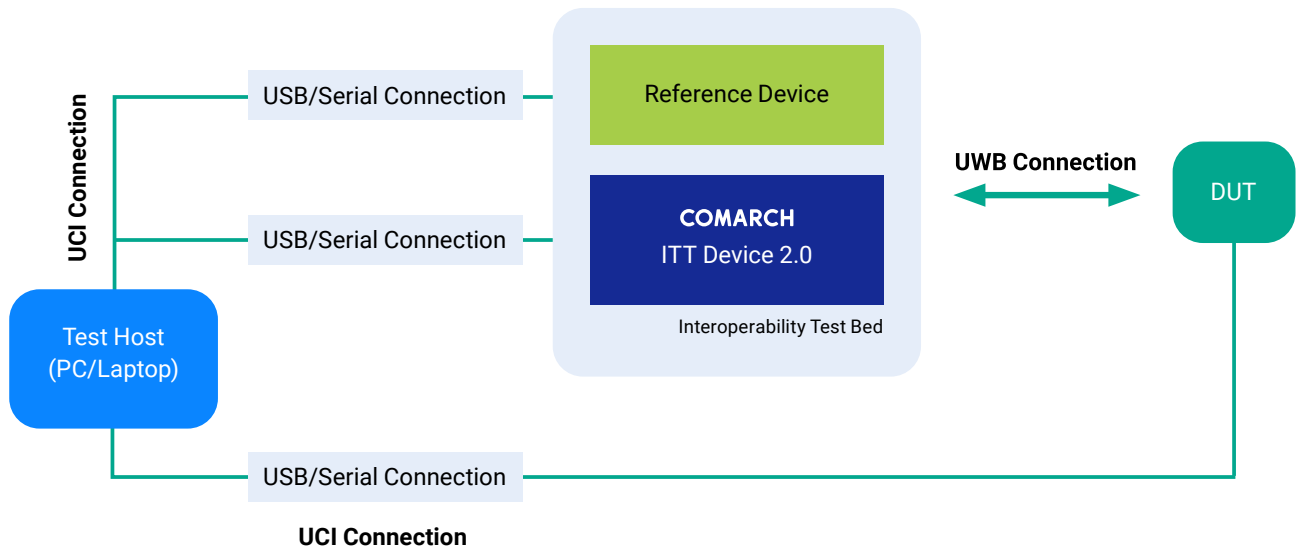 USB/Serial Connection
Reference Device
UCI Connection
UWB Connection
DUT
USB/Serial Connection
COMARCH
ITT Device 2.0
Interoperability Test Bed
Test Host
(PC/Laptop)
USB/Serial Connection
UCI Connection